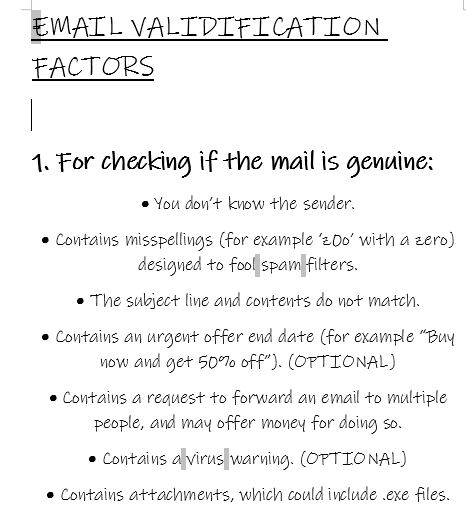 EMAIL VALIDIFICATION
FACTORS
1. For checking if the mail is genuine:
• You don't know the sender.
• Contains misspellings (for example 'z0o' with a zero)
designed to fool spam filters.
• The subject line and contents do not match.
• Contains an urgent offer end date (for example "Buy
now and get 50% off"). (OPTIONAL)
• Contains a request to forward an email to multiple
people, and may offer money for doing so.
• Contains a virus warning. (OPTIONAL)
• Contains attachments, which could include .exe files.